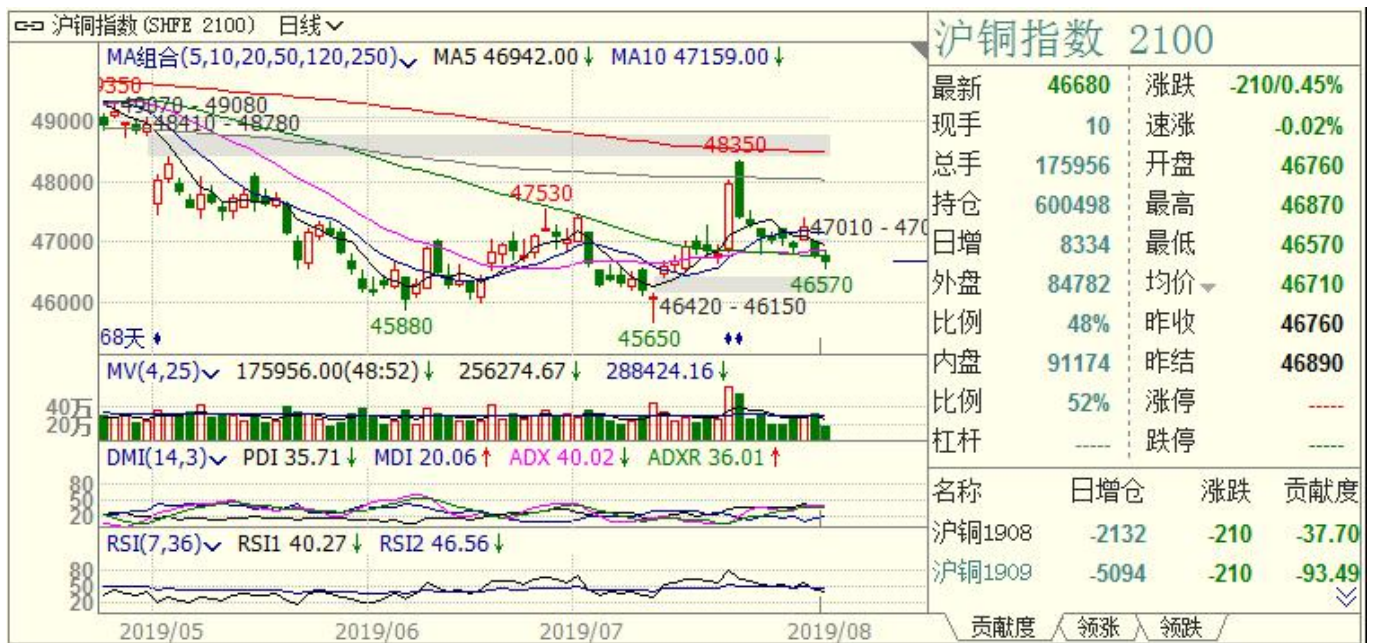 沪铜指数(SHFE 2100) 日线
MA组合(5,10,20,50,120,250) MA5 46942.00↓ MA10 47159.00↓
9350
49070 - 49080
49000
48410 - 48780
48350
48000
47530
47010 - 470
47000
46570
46000
46420 - 46150
45880
45650
68天
MV(4,25) 175956.00(48:52)↓ 256274.67↓ 288424.16↓
40万
20万
DMI(14,3) PDI 35.71↓ MDI 20.06↑ ADX 40.02↓ ADXR 36.01↑
80
50
20
RSI(7,36) RSI1 40.27↓ RSI2 46.56↓
80
50
20
2019/05 2019/06 2019/07 2019/08
沪铜指数 2100
最新 46680 涨跌 -210/0.45%
现手 10 速涨 -0.02%
总手 175956 开盘 46760
持仓 600498 最高 46870
日增 8334 最低 46570
外盘 84782 均价 46710
比例 48% 昨收 46760
内盘 91174 昨结 46890
比例 52% 涨停 -----
杠杆 ----- 跌停 -----
名称 日增仓 涨跌 贡献度
沪铜1908 -2132 -210 -37.70
沪铜1909 -5094 -210 -93.49
贡献度 领涨 领跌